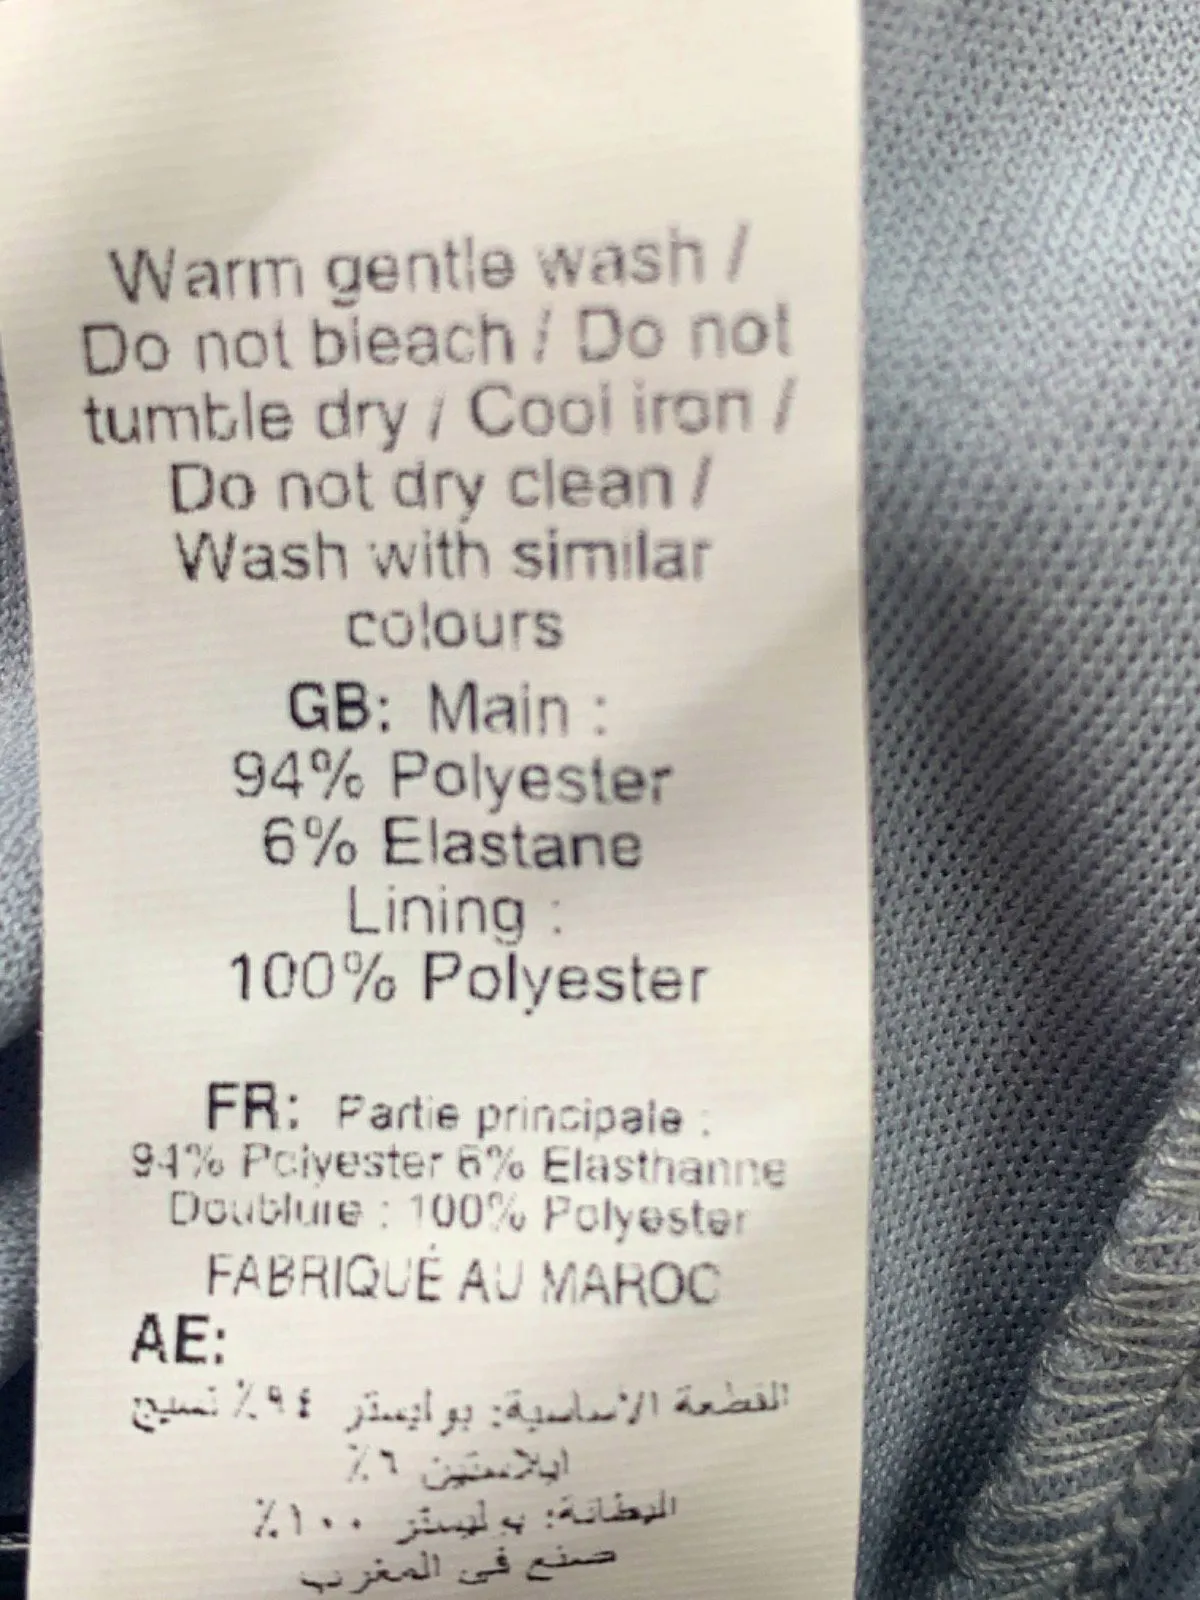 Warm gentle wash /
Do not bleach / Do not
tumble dry / Cool iron /
Do not dry clean /
Wash with similar
colours
GB: Main :
94% Polyester
6% Elastane
Lining :
100% Polyester
FR: Partie principale :
94% Polyester 6% Elasthanne
Doublure : 100% Polyester
FABRIQUÉ AU MAROC
AE:
القطعة الأساسية: بوليستر ٩٤٪ نسيج
ايلاستين ٦٪
البطانة: بوليستر ١٠٠٪
صنع في المغرب